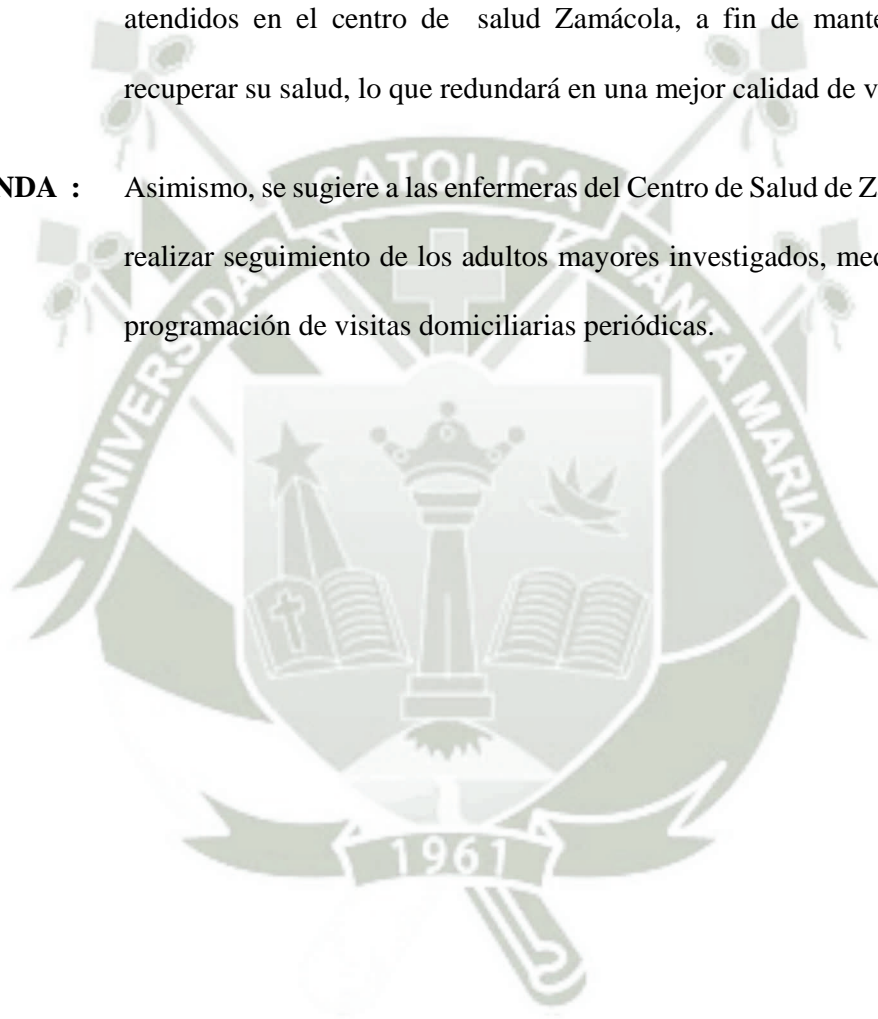 atendidos en el centro de salud Zamácola, a fin de mante
recuperar su salud, lo que redundará en una mejor calidad de v
NDA : Asimismo, se sugiere a las enfermeras del Centro de Salud de Z
realizar seguimiento de los adultos mayores investigados, med
programación de visitas domiciliarias periódicas.
UNIVERSIDAD CATOLICA SANTA MARIA
1961